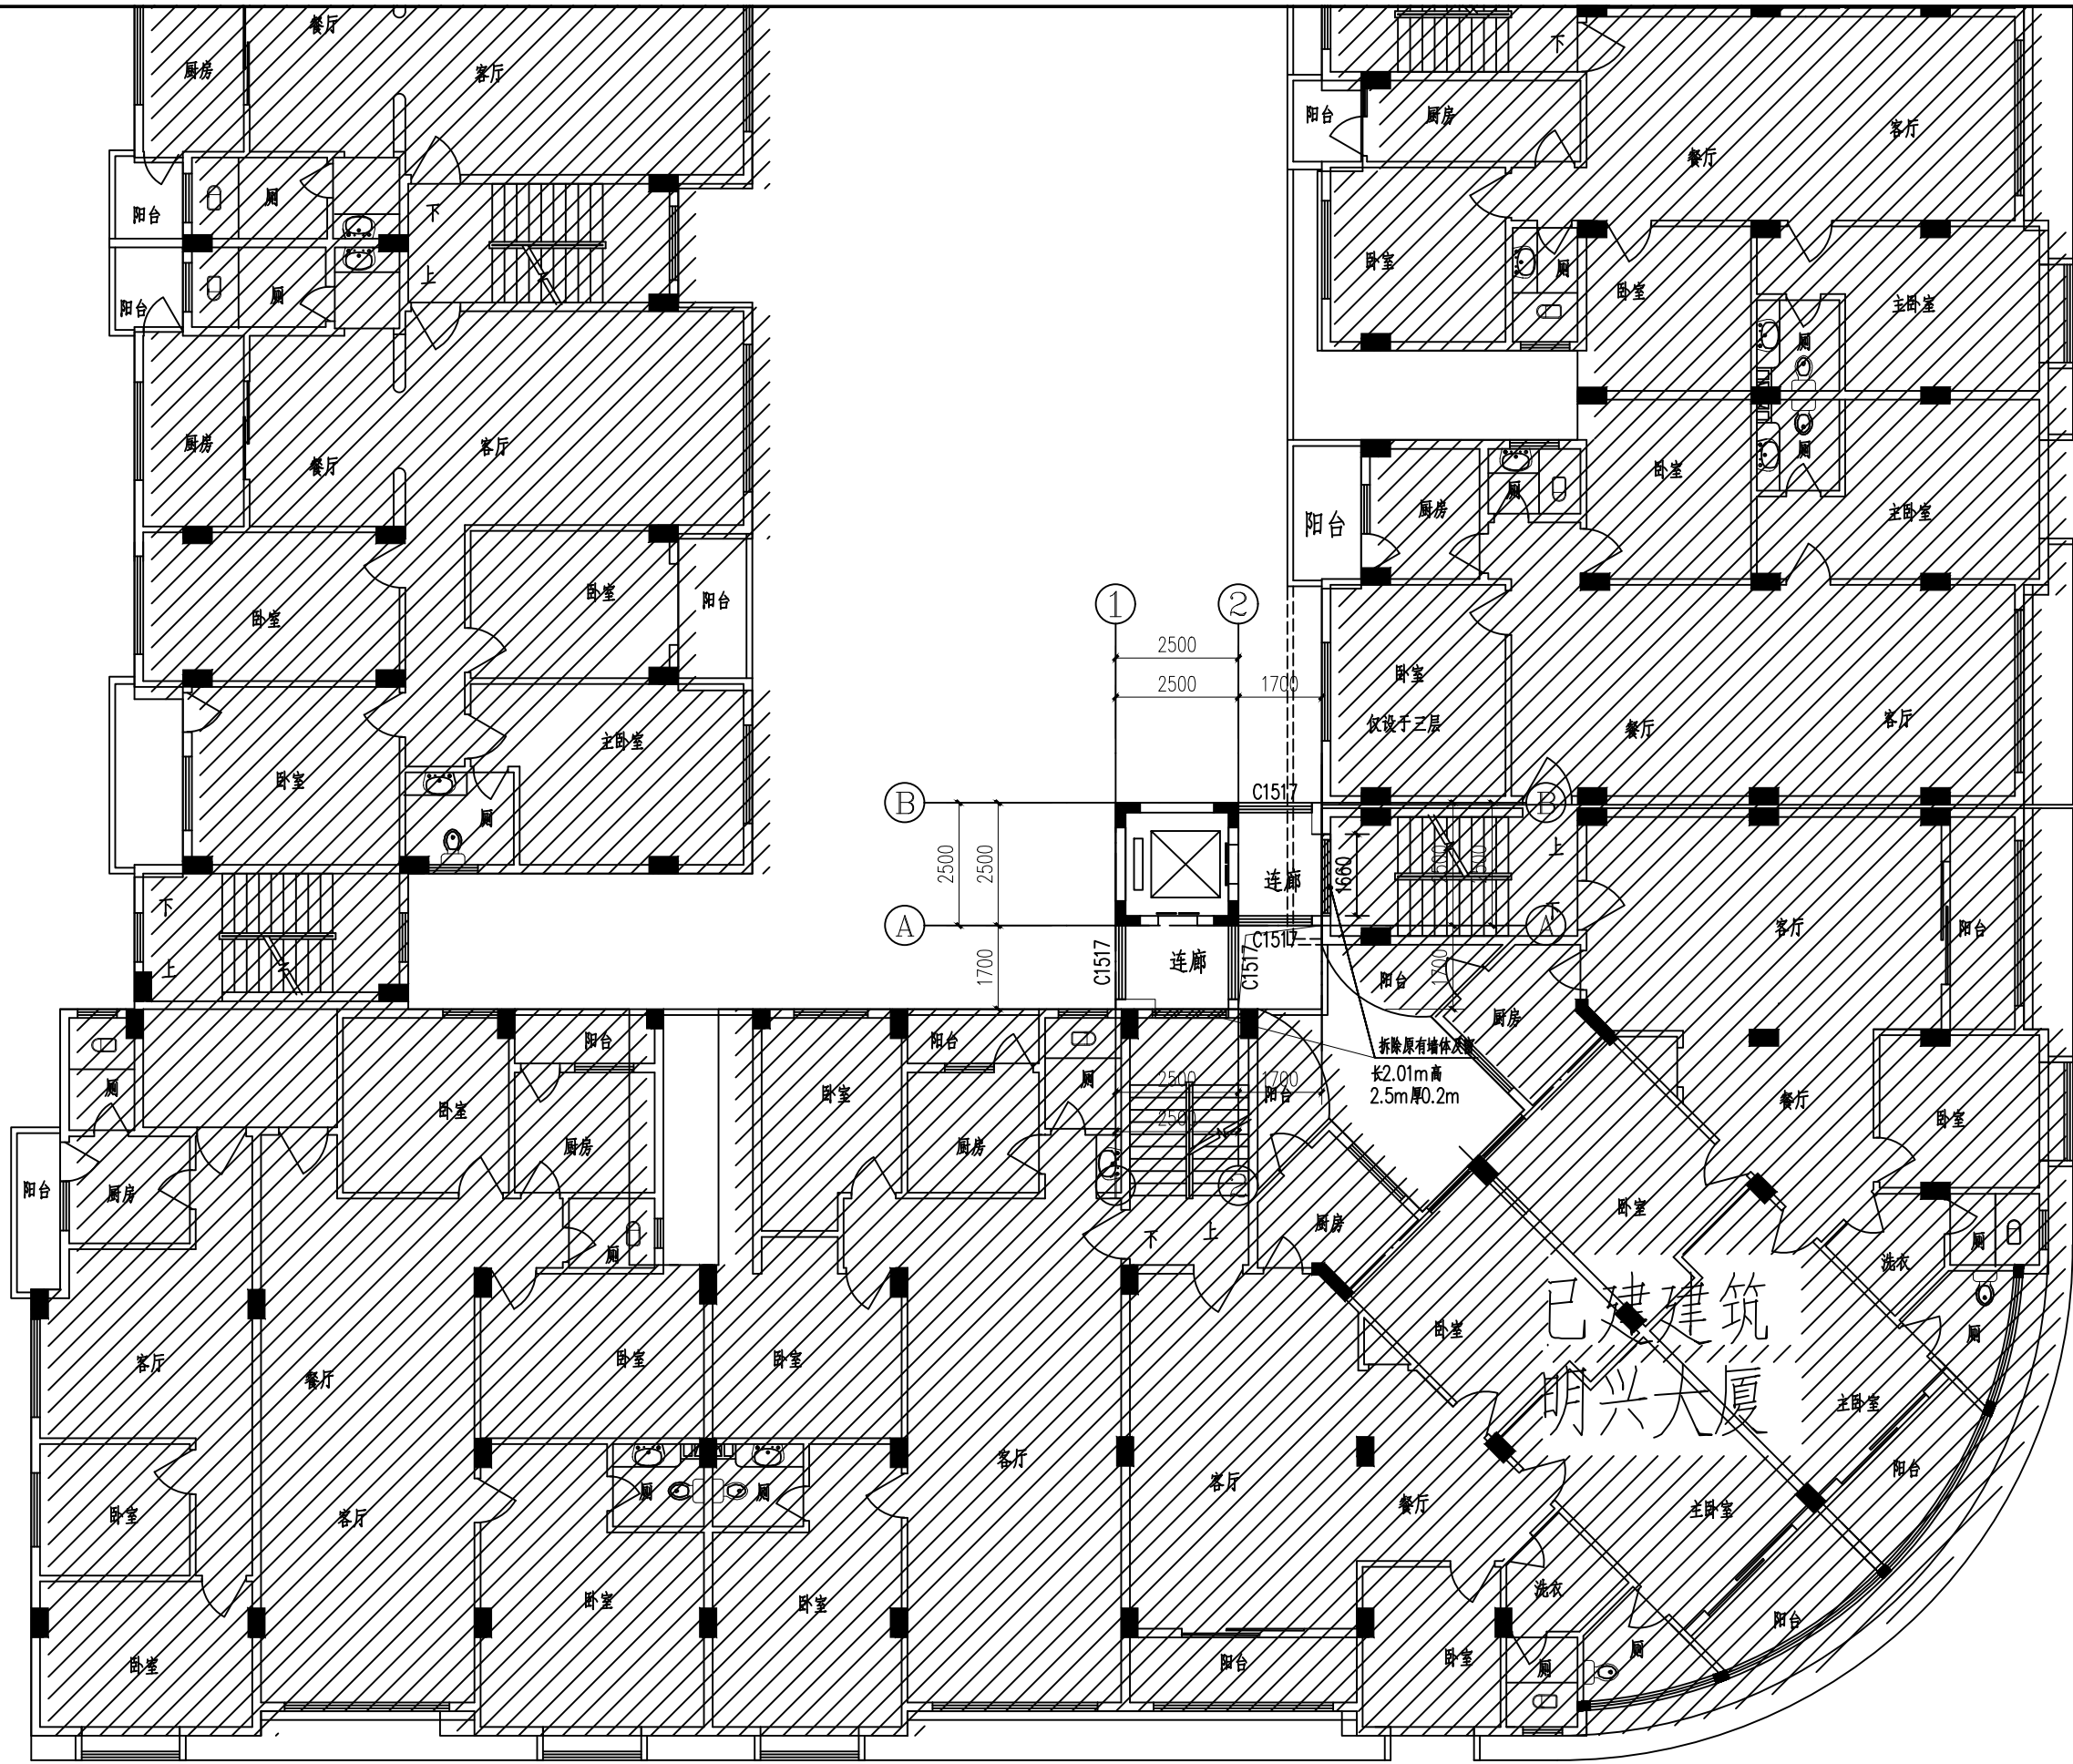 餐厅
厨房
客厅
下
阳台
厨房
客厅
餐厅
厕
阳台
下
上
厕
阳台
卧室
厕
卧室
主卧室
厕
厨房
餐厅
客厅
卧室
主卧室
厕
阳台
厨房
厕
卧室
卧室
卧室
阳台
1
2
2500
2500
1700
卧室
仅设于三层
餐厅
客厅
卧室
主卧室
厕
B
C1517
B
2500
2500
连廊
1660
上
下
A
C1517
A
下
上
C1517
连廊
C1517
1700
阳台
1700
客厅
阳台
厨房
拆除原有墙体及窗
长2.01m高
2.5m厚0.2m
阳台
阳台
厕
卧室
厨房
卧室
厨房
厕
2500
1700
2500
阳台
餐厅
卧室
阳台
厨房
厕
2
下
上
厨房
卧室
洗衣
厕
厕
已建建筑
明兴大厦
客厅
餐厅
卧室
卧室
卧室
主卧室
阳台
卧室
客厅
厕
厕
客厅
客厅
餐厅
主卧室
卧室
卧室
卧室
洗衣
阳台
阳台
卧室
厕
厕